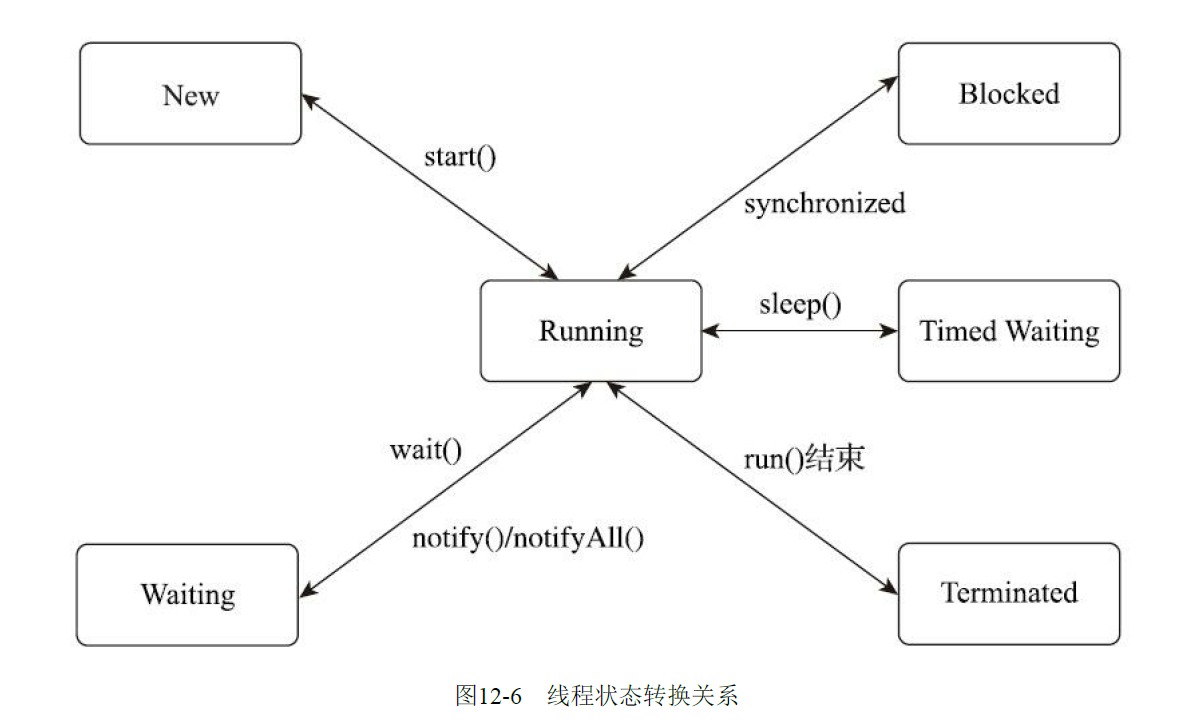 New
Blocked
start()
synchronized
sleep()
Running
Timed Waiting
wait()
run()结束
notify()/notifyAll()
Waiting
Terminated
图12-6 线程状态转换关系